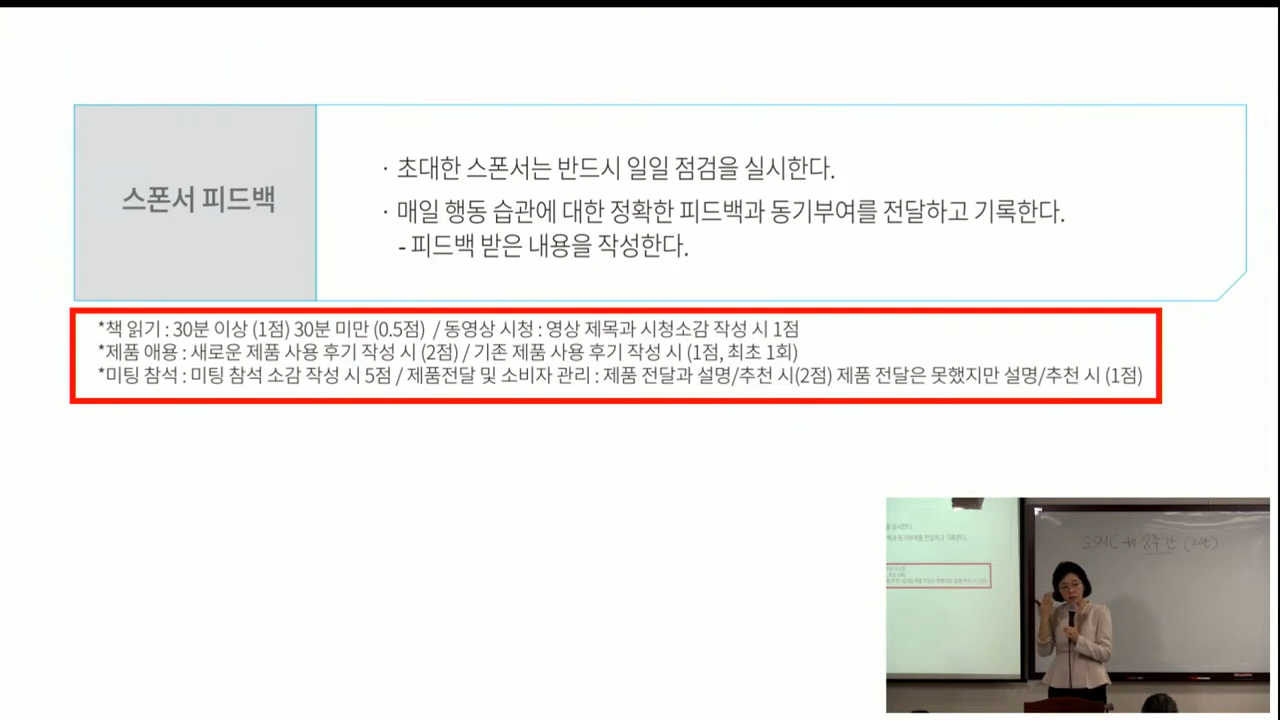 스폰서 피드백
· 초대한 스폰서는 반드시 일일 점검을 실시한다.
· 매일 행동 습관에 대한 정확한 피드백과 동기부여를 전달하고 기록한다.
- 피드백 받은 내용을 작성한다.
*책 읽기 : 30분 이상 (1점) 30분 미만 (0.5점) / 동영상 시청 : 영상 제목과 시청소감 작성 시 1점
*제품 애용 : 새로운 제품 사용 후기 작성 시 (2점) / 기존 제품 사용 후기 작성 시 (1점, 최초 1회)
*미팅 참석 : 미팅 참석 소감 작성 시 5점 / 제품전달 및 소비자 관리 : 제품 전달과 설명/추천 시(2점) 제품 전달은 못했지만 설명/추천 시 (1점)